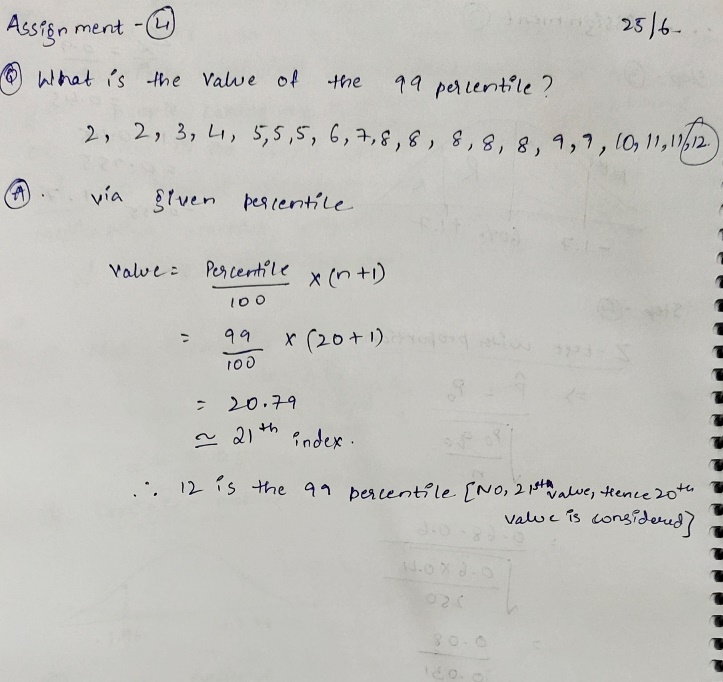 Assignment - 4
25/6
Q What is the value of the 99 percentile?
2, 2, 3, 4, 5, 5, 5, 6, 7, 8, 8, 8, 8, 8, 9, 9, 10, 11, 11, 12
A. via given percentile
Value = Percentile / 100 x (n+1)
= 99 / 100 x (20+1)
= 20.79
≃ 21th index.
∴ 12 is the 99 percentile [NO, 21st value, Hence 20th
value is considered]